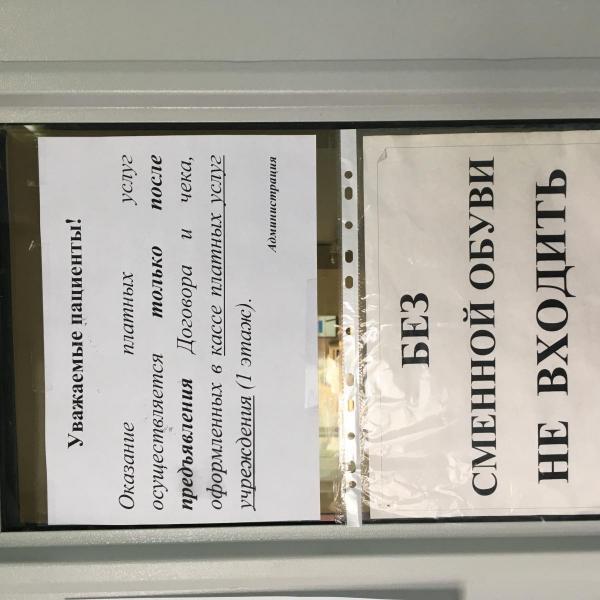 Уважаемые пациенты!
Оказание платных услуг
осуществляется только после
предъявления Договора и чека,
оформленных в кассе платных услуг
учреждения (1 этаж).
Администрация
БЕЗ
СМЕННОЙ ОБУВИ
НЕ ВХОДИТЬ